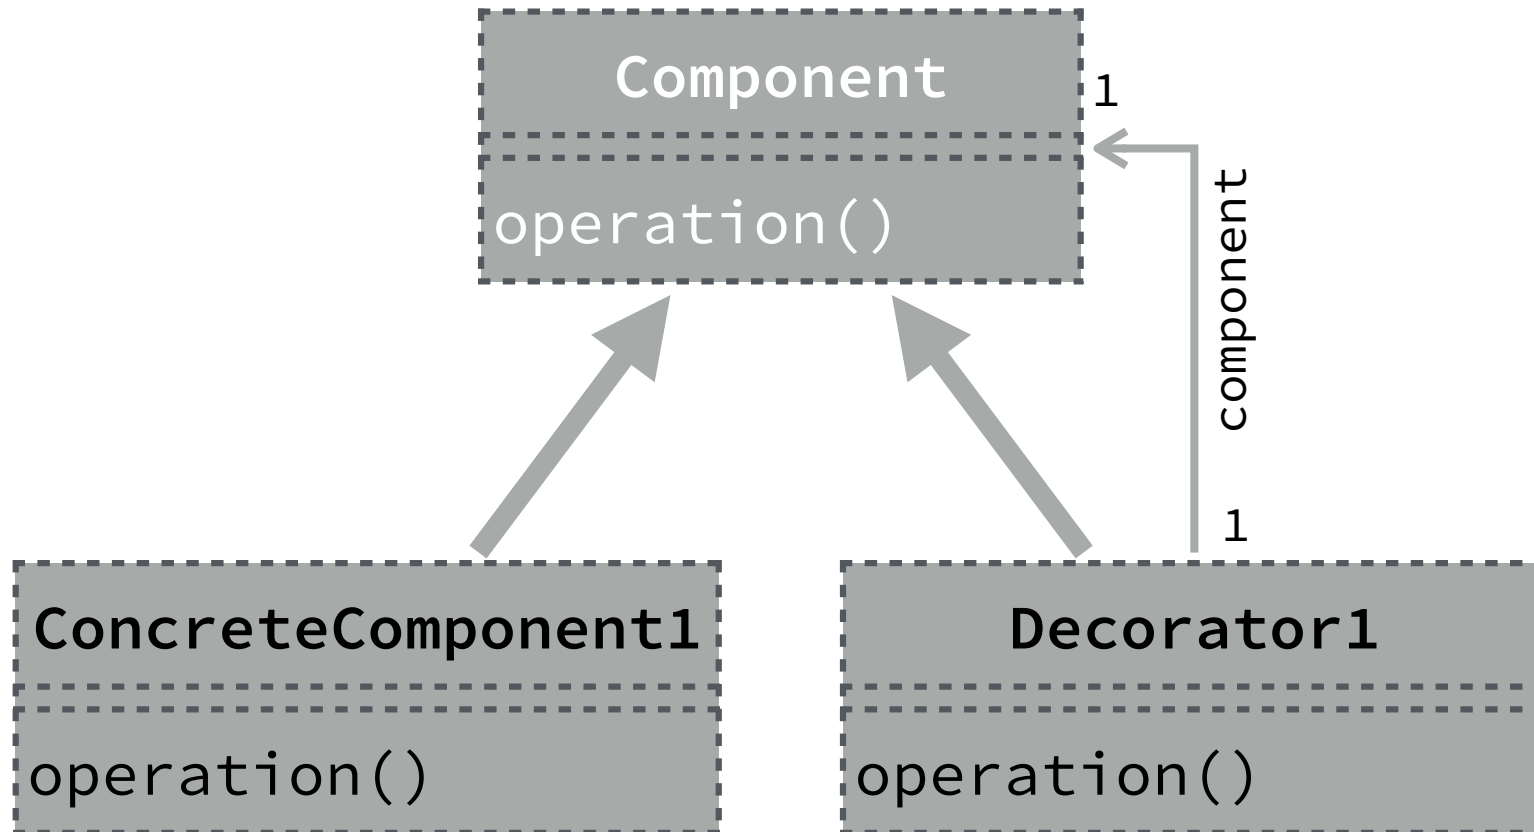 Component
1
operation()
component
1
ConcreteComponent1
Decorator1
operation()
operation()